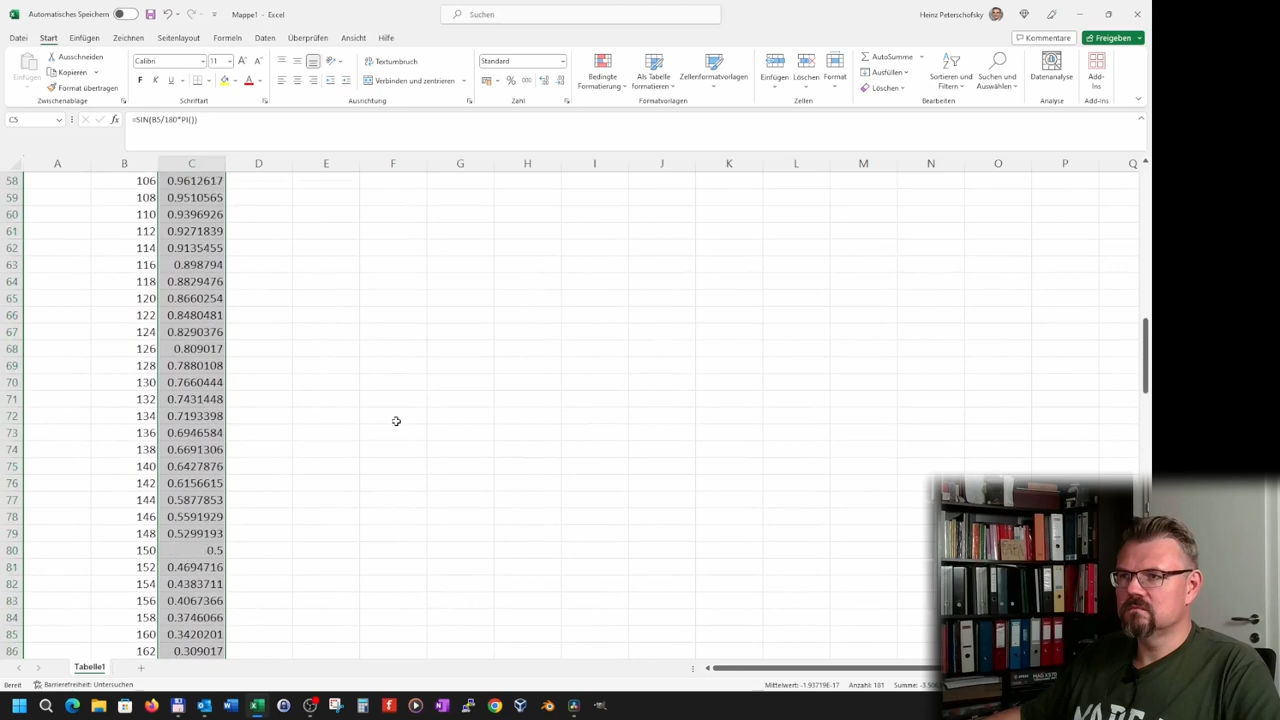 Automatisches Speichern
Mappe1 - Excel
Suchen
Heinz Peterschofsky
Datei Start Einfügen Zeichnen Seitenlayout Formeln Daten Überprüfen Ansicht Hilfe
Kommentare
Freigeben
Einfügen
Ausschneiden
Kopieren
Format übertragen
Zwischenablage
Calibri 11
Schriftart
Textumbruch
Verbinden und zentrieren
Ausrichtung
Standard
Zahl
Bedingte Formatierung
Als Tabelle formatieren
Zellenformatvorlagen
Formatvorlagen
Einfügen Löschen Format
Zellen
AutoSumme
Ausfüllen
Löschen
Sortieren und Filtern
Suchen und Auswählen
Bearbeiten
Datenanalyse
Analyse
Add-Ins
Add-Ins
C5 =SIN(B5/180*PI())
A B C D E F G H I J K L M N O P Q
58 106 0.9612617
59 108 0.9510565
60 110 0.9396926
61 112 0.9271839
62 114 0.9135455
63 116 0.898794
64 118 0.8829476
65 120 0.8660254
66 122 0.8480481
67 124 0.8290376
68 126 0.809017
69 128 0.7880108
70 130 0.7660444
71 132 0.7431448
72 134 0.7193398
73 136 0.6946584
74 138 0.6691306
75 140 0.6427876
76 142 0.6156615
77 144 0.5877853
78 146 0.5591929
79 148 0.5299193
80 150 0.5
81 152 0.4694716
82 154 0.4383711
83 156 0.4067366
84 158 0.3746066
85 160 0.3420201
86 162 0.309017
Tabelle1
Bereit Barrierefreiheit: Untersuchen Mittelwert: -1.93719E-17 Anzahl: 181 Summe: